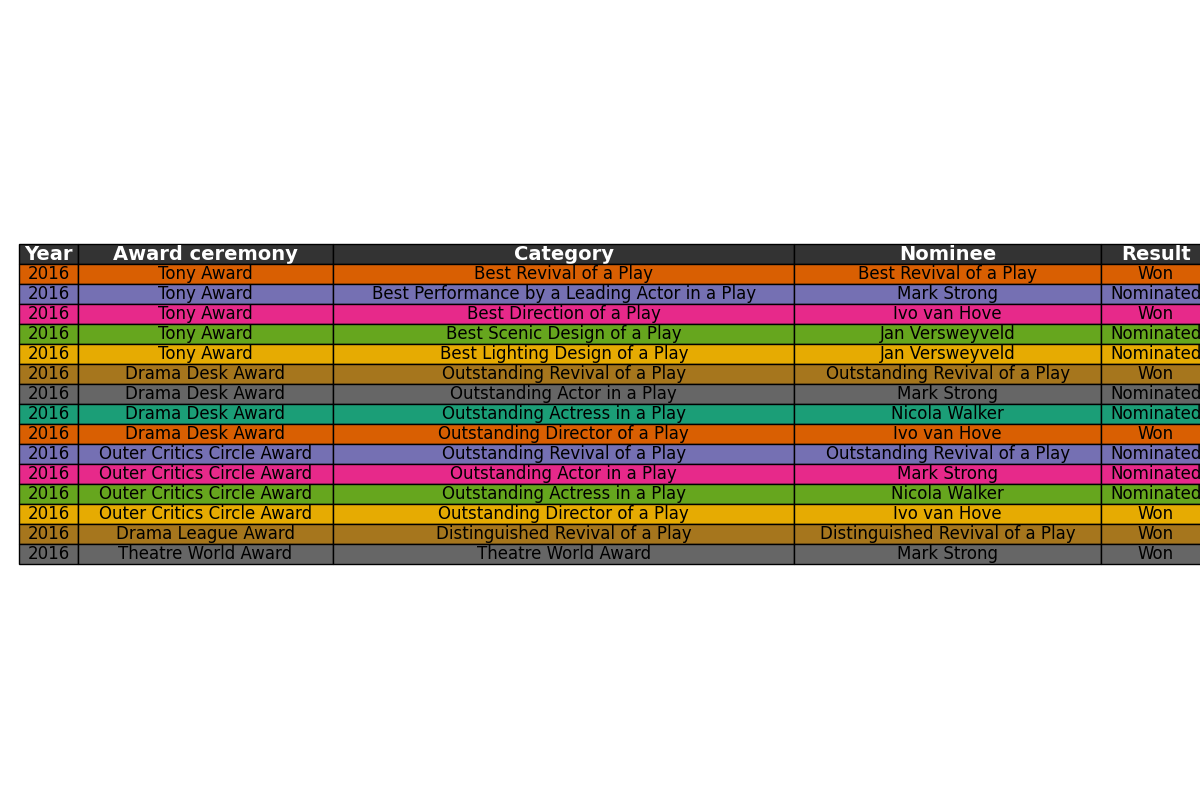 Year Award ceremony Category Nominee Result
2016 Tony Award Best Revival of a Play Best Revival of a Play Won
2016 Tony Award Best Performance by a Leading Actor in a Play Mark Strong Nominated
2016 Tony Award Best Direction of a Play Ivo van Hove Won
2016 Tony Award Best Scenic Design of a Play Jan Versweyveld Nominated
2016 Tony Award Best Lighting Design of a Play Jan Versweyveld Nominated
2016 Drama Desk Award Outstanding Revival of a Play Outstanding Revival of a Play Won
2016 Drama Desk Award Outstanding Actor in a Play Mark Strong Nominated
2016 Drama Desk Award Outstanding Actress in a Play Nicola Walker Nominated
2016 Drama Desk Award Outstanding Director of a Play Ivo van Hove Won
2016 Outer Critics Circle Award Outstanding Revival of a Play Outstanding Revival of a Play Nominated
2016 Outer Critics Circle Award Outstanding Actor in a Play Mark Strong Nominated
2016 Outer Critics Circle Award Outstanding Actress in a Play Nicola Walker Nominated
2016 Outer Critics Circle Award Outstanding Director of a Play Ivo van Hove Won
2016 Drama League Award Distinguished Revival of a Play Distinguished Revival of a Play Won
2016 Theatre World Award Theatre World Award Mark Strong Won